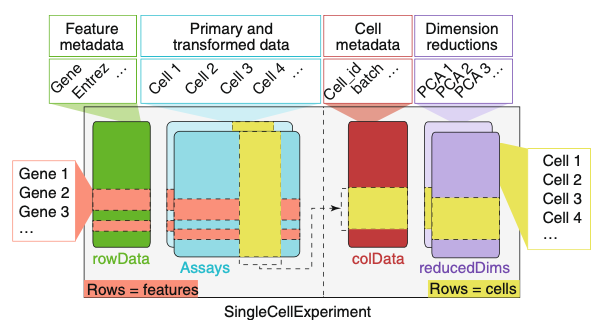 Feature
metadata
Primary and
transformed data
Cell
metadata
Dimension
reductions
Gene
Entrez
...
Cell 1
Cell 2
Cell 3
Cell 4
...
Cell_id
batch
...
PCA 1
PCA 2
PCA 3
...
Gene 1
Gene 2
Gene 3
...
Cell 1
Cell 2
Cell 3
Cell 4
...
rowData
Assays
colData
reducedDims
Rows = features
Rows = cells
SingleCellExperiment